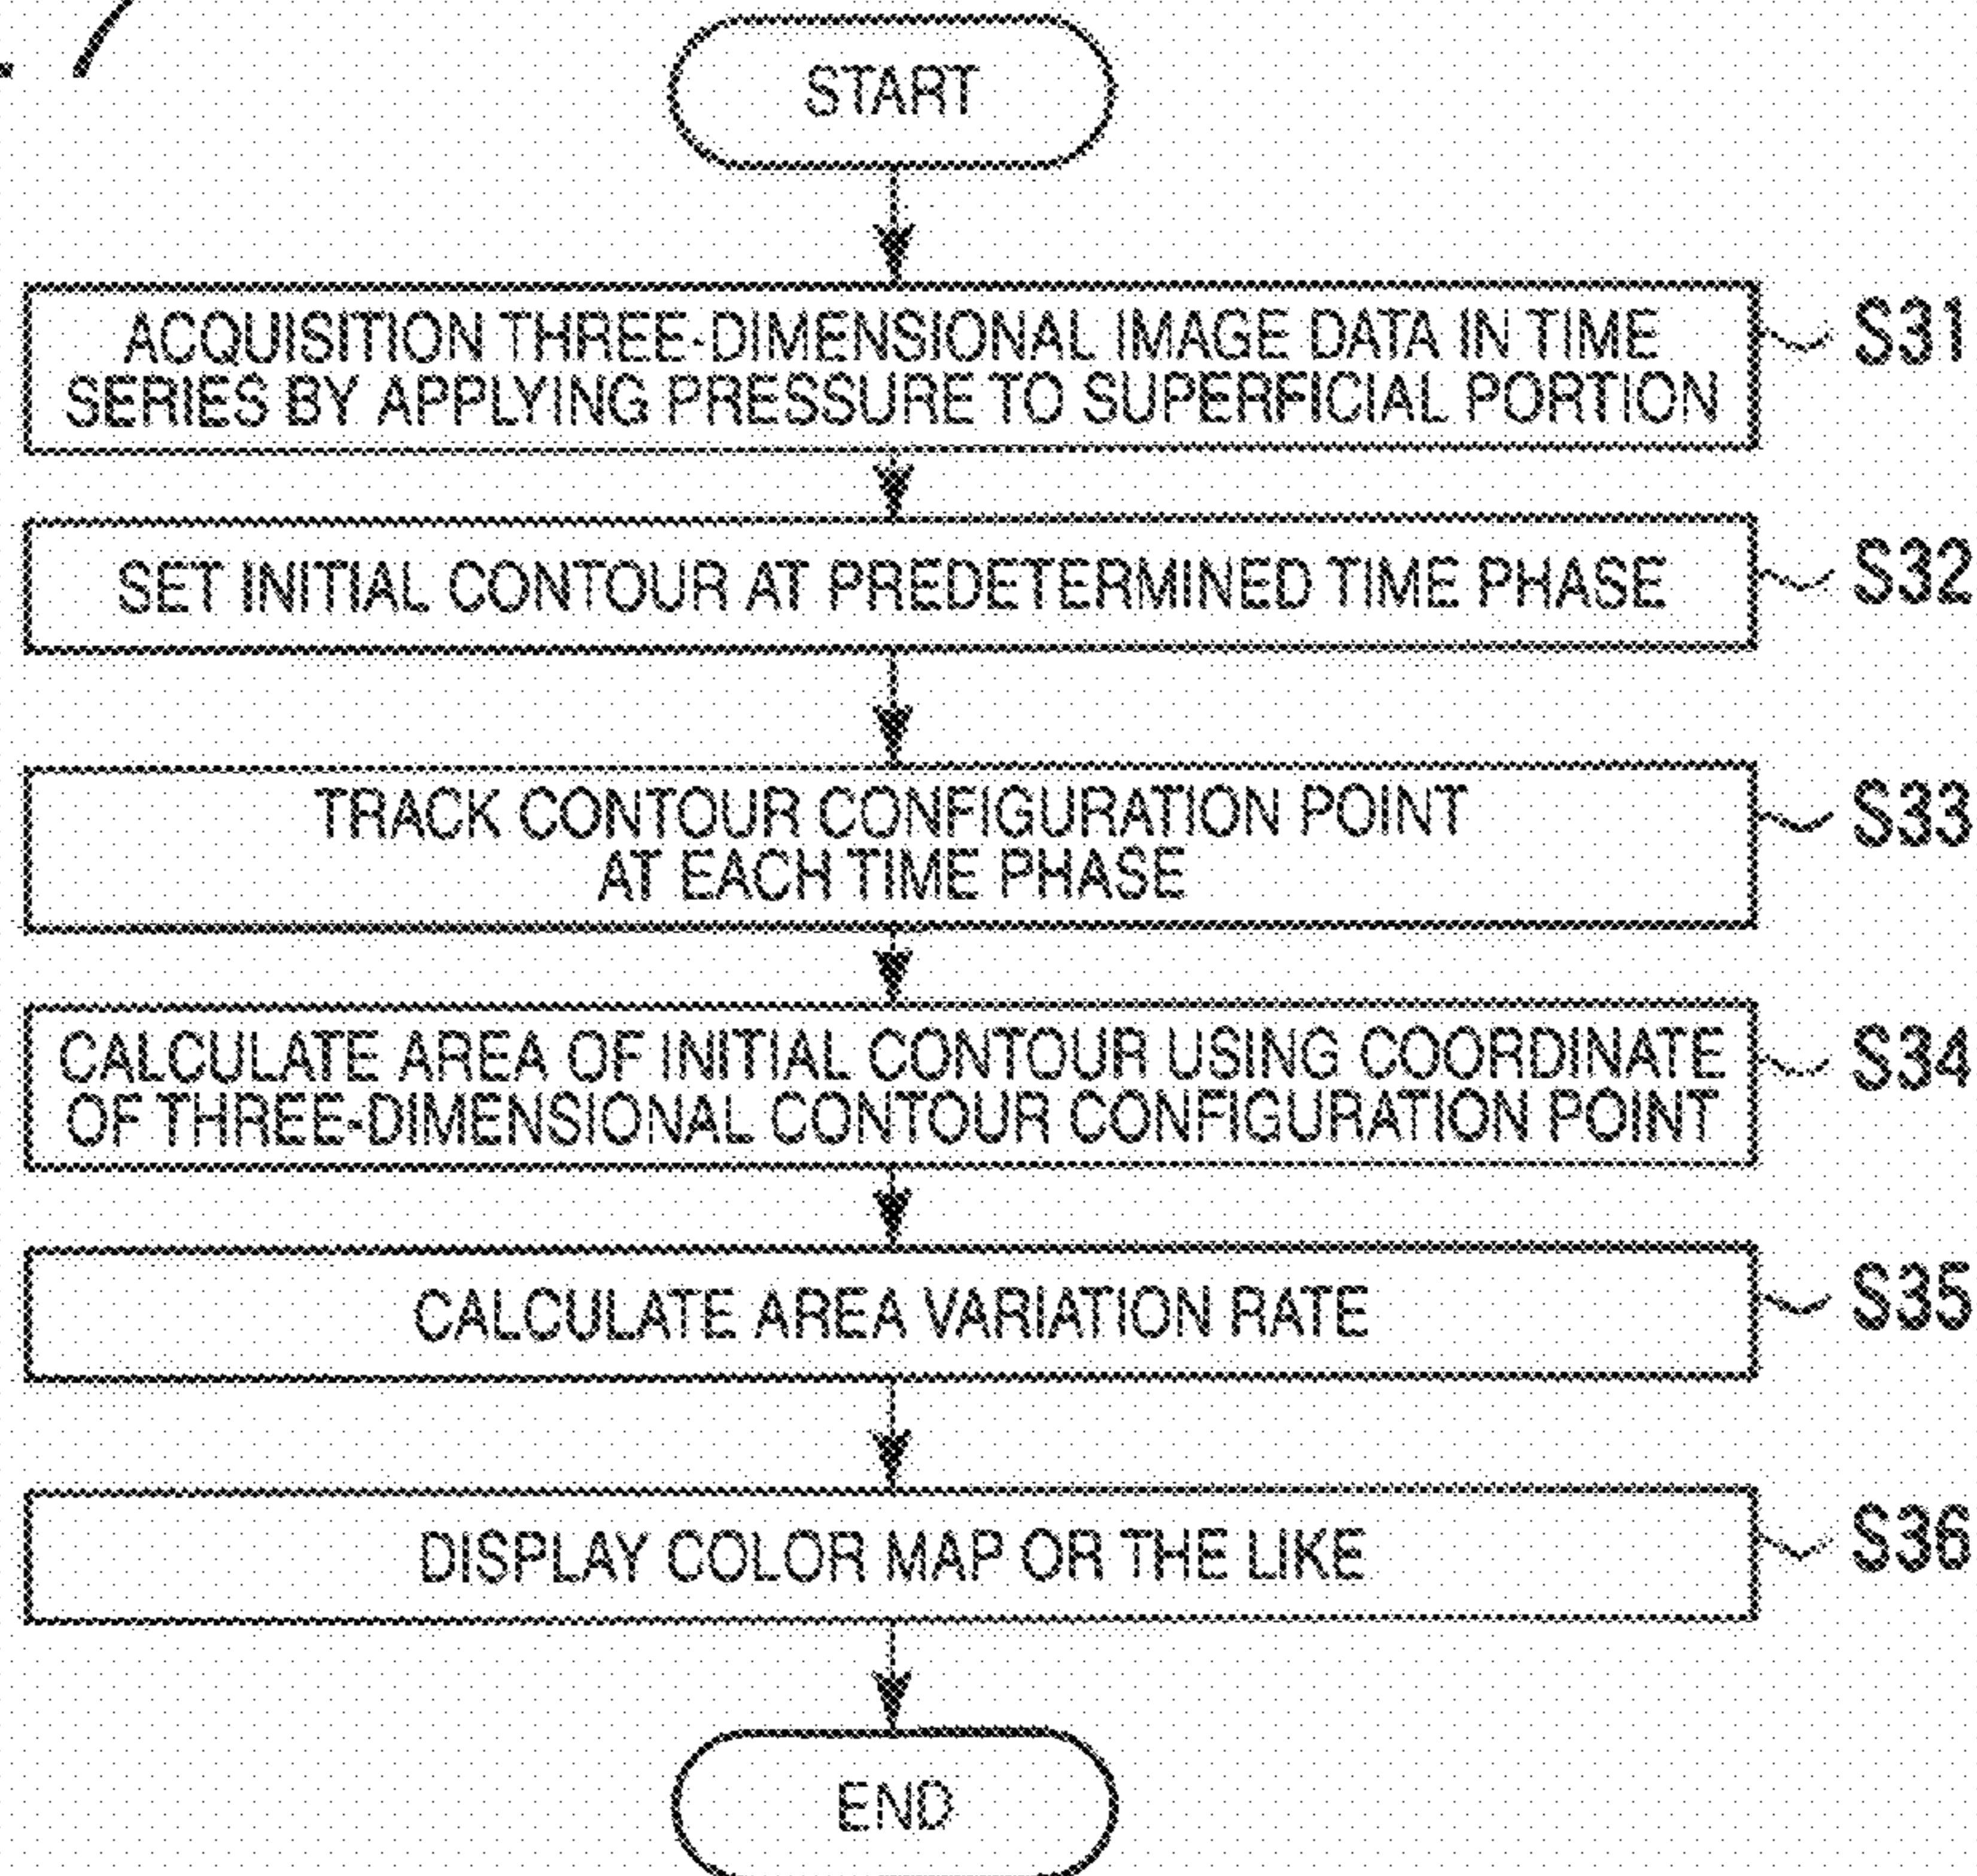 7
START
ACQUISITION THREE-DIMENSIONAL IMAGE DATA IN TIME
SERIES BY APPLYING PRESSURE TO SUPERFICIAL PORTION
S31
SET INITIAL CONTOUR AT PREDETERMINED TIME PHASE
S32
TRACK CONTOUR CONFIGURATION POINT
AT EACH TIME PHASE
S33
CALCULATE AREA OF INITIAL CONTOUR USING COORDINATE
OF THREE-DIMENSIONAL CONTOUR CONFIGURATION POINT
S34
CALCULATE AREA VARIATION RATE
S35
DISPLAY COLOR MAP OR THE LIKE
S36
END